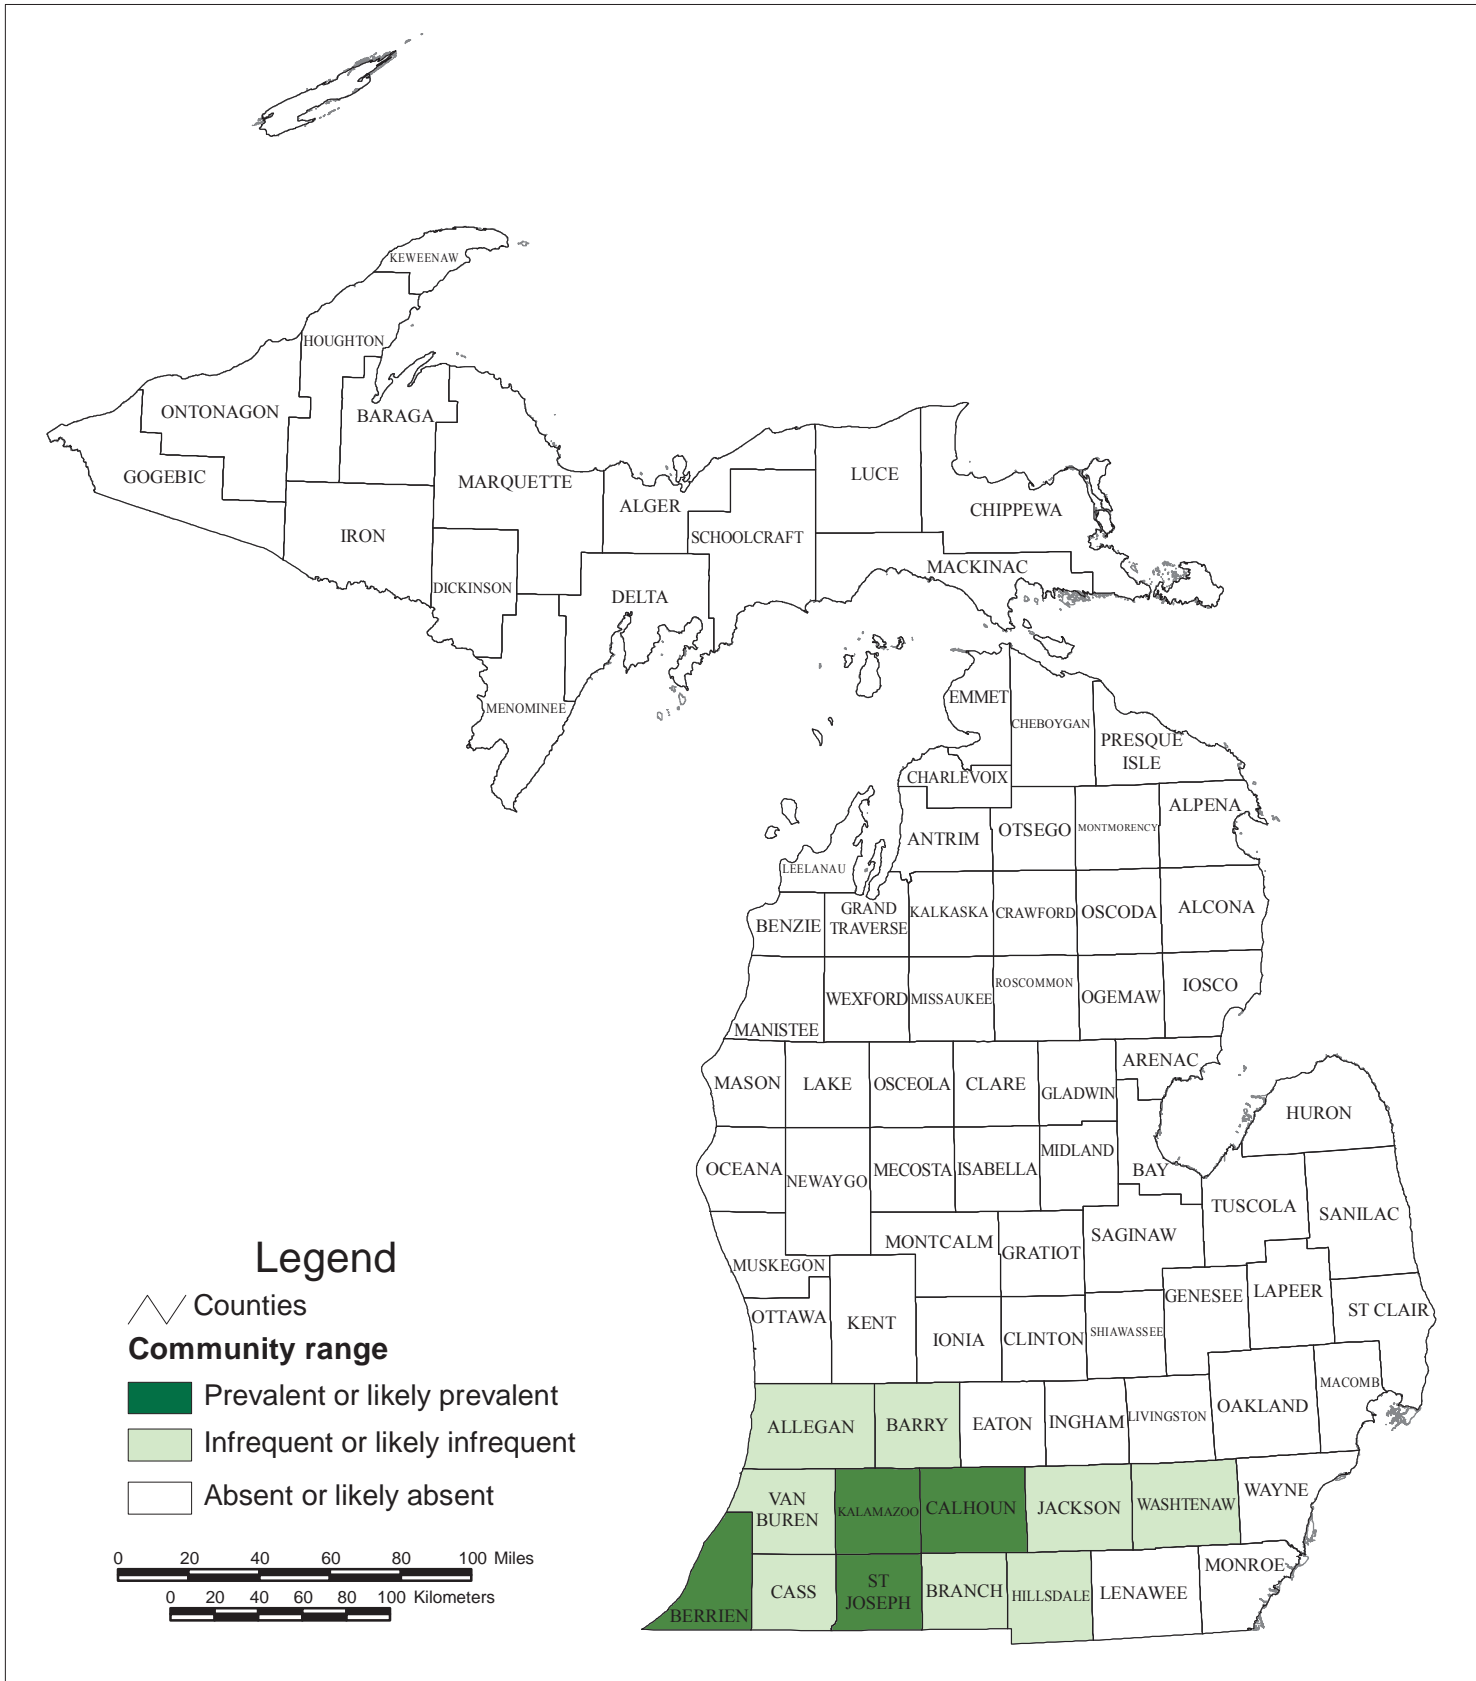 KEWEENAW
HOUGHTON
ONTONAGON
BARAGA
GOGEBIC
MARQUETTE
LUCE
ALGER
CHIPPEWA
IRON
SCHOOLCRAFT
MACKINAC
DICKINSON
DELTA
MENOMINEE
EMMET
CHEBOYGAN
PRESQUE
ISLE
CHARLEVOIX
ALPENA
ANTRIM
OTSEGO
MONTMORENCY
LEELANAU
BENZIE
GRAND
TRAVERSE
KALKASKA
CRAWFORD
OSCODA
ALCONA
MANISTEE
WEXFORD
MISSAUKEE
ROSCOMMON
OGEMAW
IOSCO
ARENAC
MASON
LAKE
OSCEOLA
CLARE
GLADWIN
HURON
OCEANA
NEWAYGO
MECOSTA
ISABELLA
MIDLAND
BAY
TUSCOLA
SANILAC
MUSKEGON
MONTCALM
GRATIOT
SAGINAW
GENESEE
LAPEER
ST CLAIR
OTTAWA
KENT
IONIA
CLINTON
SHIAWASSEE
MACOMB
ALLEGAN
BARRY
EATON
INGHAM
LIVINGSTON
OAKLAND
VAN
BUREN
KALAMAZOO
CALHOUN
JACKSON
WASHTENAW
WAYNE
BERRIEN
CASS
ST
JOSEPH
BRANCH
HILLSDALE
LENAWEE
MONROE
Legend
Counties
Community range
Prevalent or likely prevalent
Infrequent or likely infrequent
Absent or likely absent
0 20 40 60 80 100 Miles
0 20 40 60 80 100 Kilometers